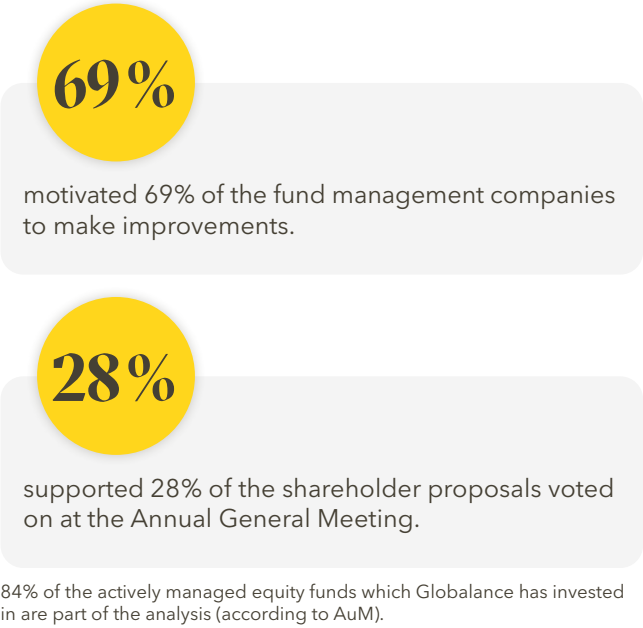 69%
motivated 69% of the fund management companies
to make improvements.
28%
supported 28% of the shareholder proposals voted
on at the Annual General Meeting.
84% of the actively managed equity funds which Globalance has invested
in are part of the analysis (according to AuM).